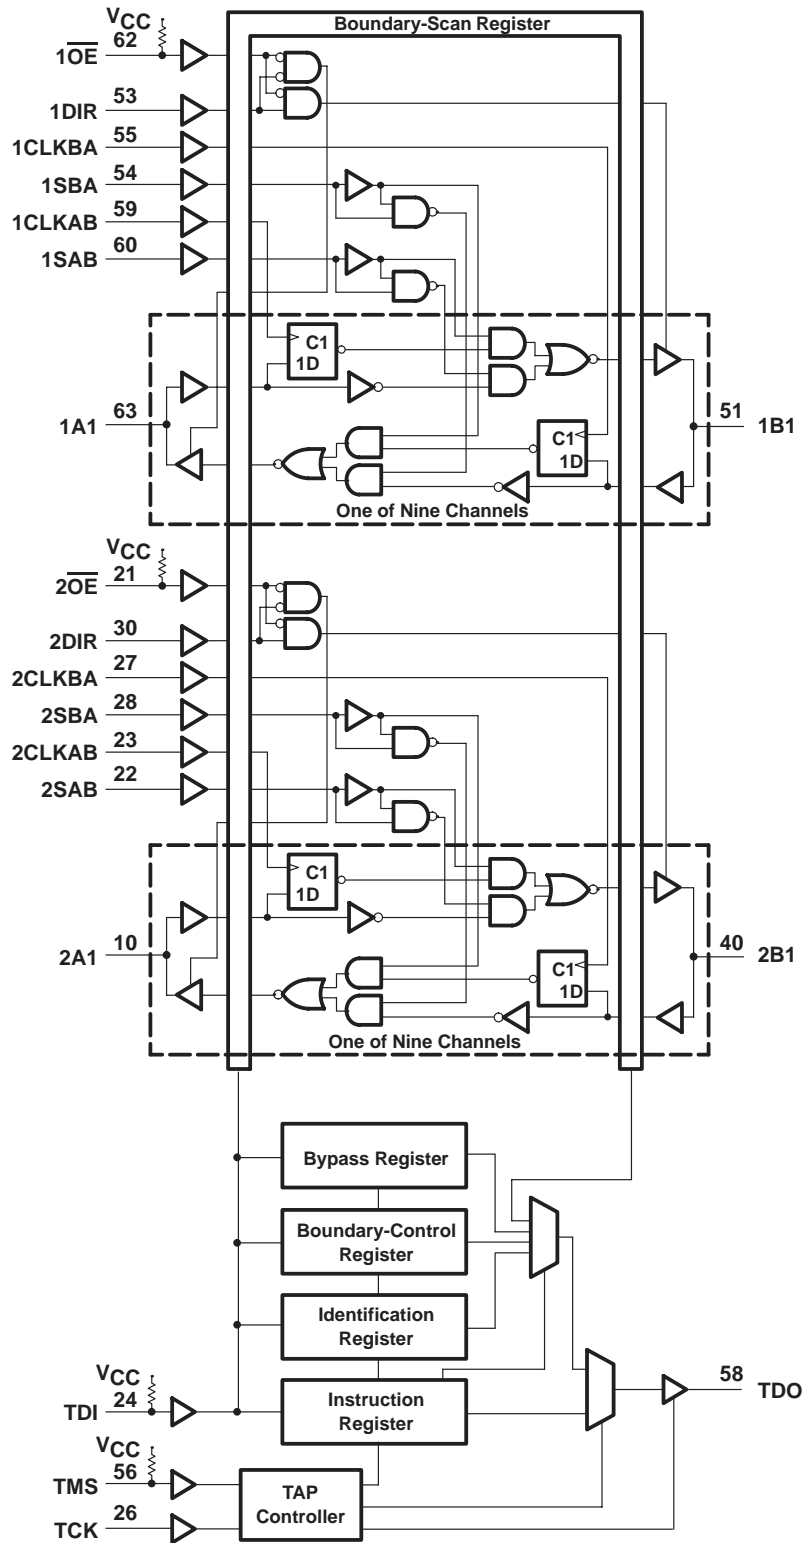 Boundary-Scan Register
VCC
1OE 62
1DIR 53
1CLKBA 55
1SBA 54
1CLKAB 59
1SAB 60
C1
1D
1A1 63
51 1B1
C1
1D
One of Nine Channels
VCC
2OE 21
2DIR 30
2CLKBA 27
2SBA 28
2CLKAB 23
2SAB 22
C1
1D
2A1 10
40 2B1
C1
1D
One of Nine Channels
Bypass Register
Boundary-Control
Register
Identification
Register
VCC
TDI 24
Instruction
Register
58 TDO
VCC
TMS 56
TAP
Controller
TCK 26